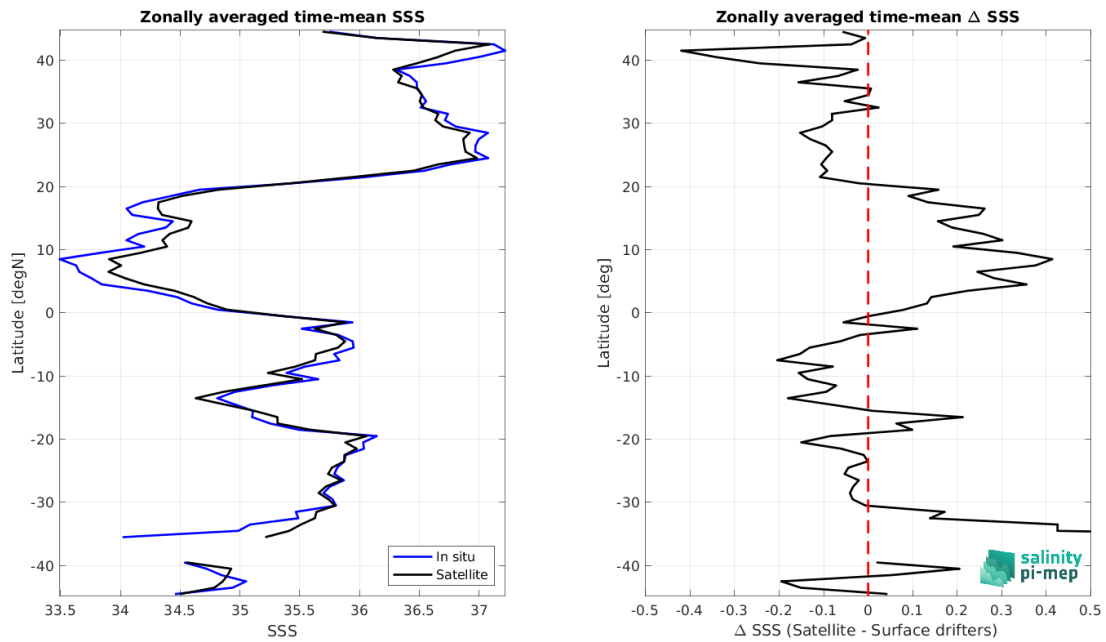 Zonally averaged time-mean SSS
40
30
20
10
0
-10
-20
-30
-40
Latitude [degN]
33.5 34 34.5 35 35.5 36 36.5 37
SSS
In situ
Satellite
Zonally averaged time-mean Δ SSS
40
30
20
10
0
-10
-20
-30
-40
Latitude [deg]
-0.5 -0.4 -0.3 -0.2 -0.1 0 0.1 0.2 0.3 0.4 0.5
Δ SSS (Satellite - Surface drifters)
salinity
pi-mep